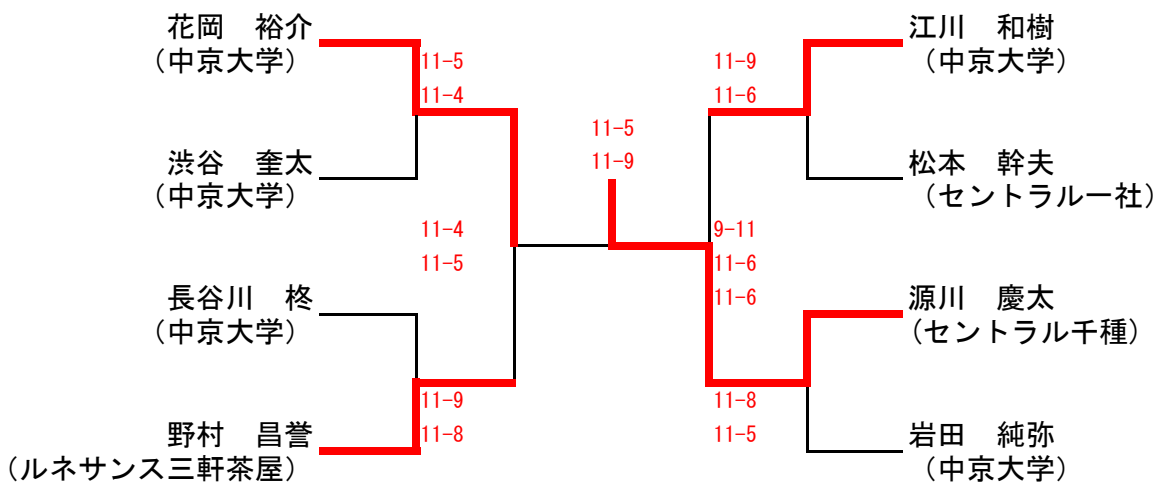 花岡　裕介
（中京大学）
11-5
11-4
渋谷　奎太
（中京大学）
11-4
11-5
長谷川　柊
（中京大学）
11-9
11-8
野村　昌誉
（ルネサンス三軒茶屋）
11-5
11-9
江川　和樹
（中京大学）
11-9
11-6
松本　幹夫
（セントラル一社）
9-11
11-6
11-6
源川　慶太
（セントラル千種）
11-8
11-5
岩田　純弥
（中京大学）